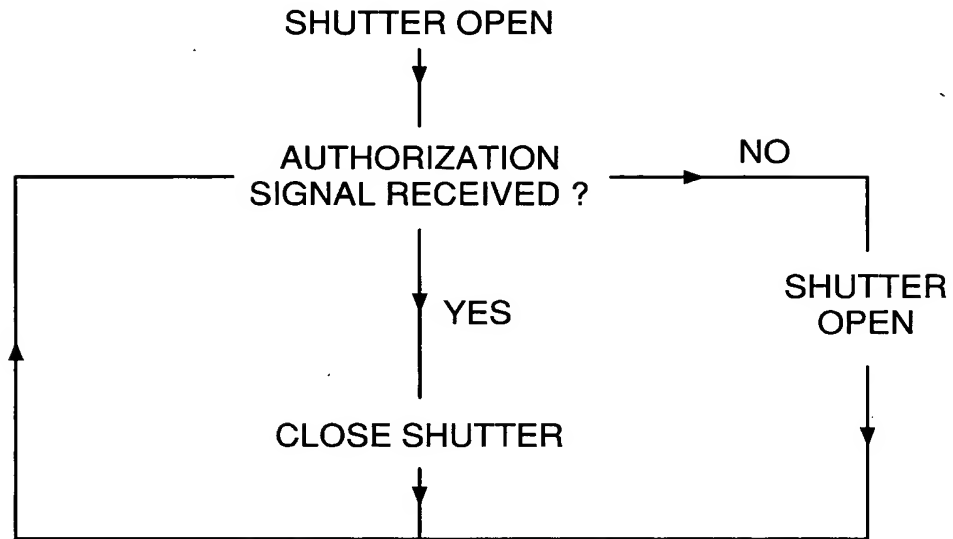 SHUTTER OPEN
AUTHORIZATION
SIGNAL RECEIVED ?
NO
YES
SHUTTER
OPEN
CLOSE SHUTTER